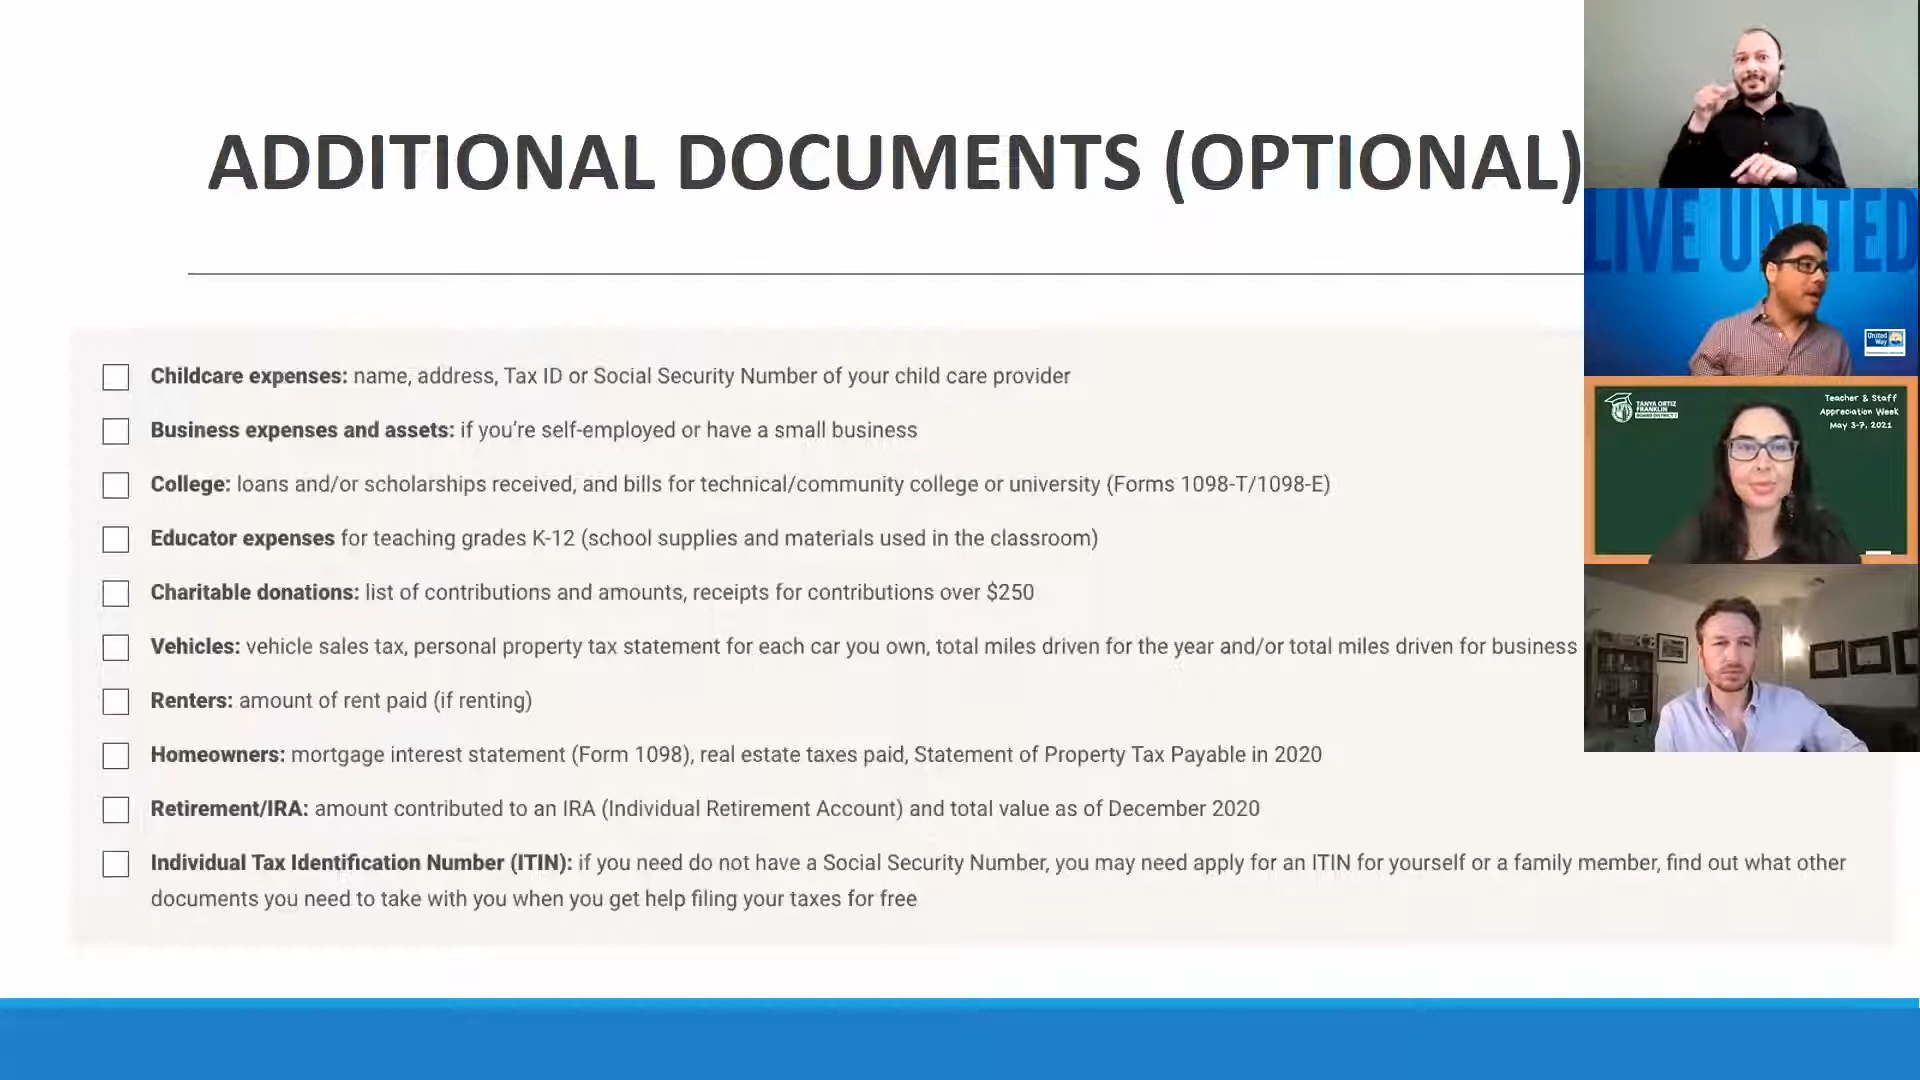 ADDITIONAL DOCUMENTS (OPTIONAL)
Childcare expenses: name, address, Tax ID or Social Security Number of your child care provider
Business expenses and assets: if you're self-employed or have a small business
College: loans and/or scholarships received, and bills for technical/community college or university (Forms 1098-T/1098-E)
Educator expenses for teaching grades K-12 (school supplies and materials used in the classroom)
Charitable donations: list of contributions and amounts, receipts for contributions over $250
Vehicles: vehicle sales tax, personal property tax statement for each car you own, total miles driven for the year and/or total miles driven for business
Renters: amount of rent paid (if renting)
Homeowners: mortgage interest statement (Form 1098), real estate taxes paid, Statement of Property Tax Payable in 2020
Retirement/IRA: amount contributed to an IRA (Individual Retirement Account) and total value as of December 2020
Individual Tax Identification Number (ITIN): if you need do not have a Social Security Number, you may need apply for an ITIN for yourself or a family member, find out what other
documents you need to take with you when you get help filing your taxes for free
LIVE UNITED
United
Way
TANYA ORTIZ
FRANKLIN
Teacher & Staff
Appreciation Week
May 3-7, 2021